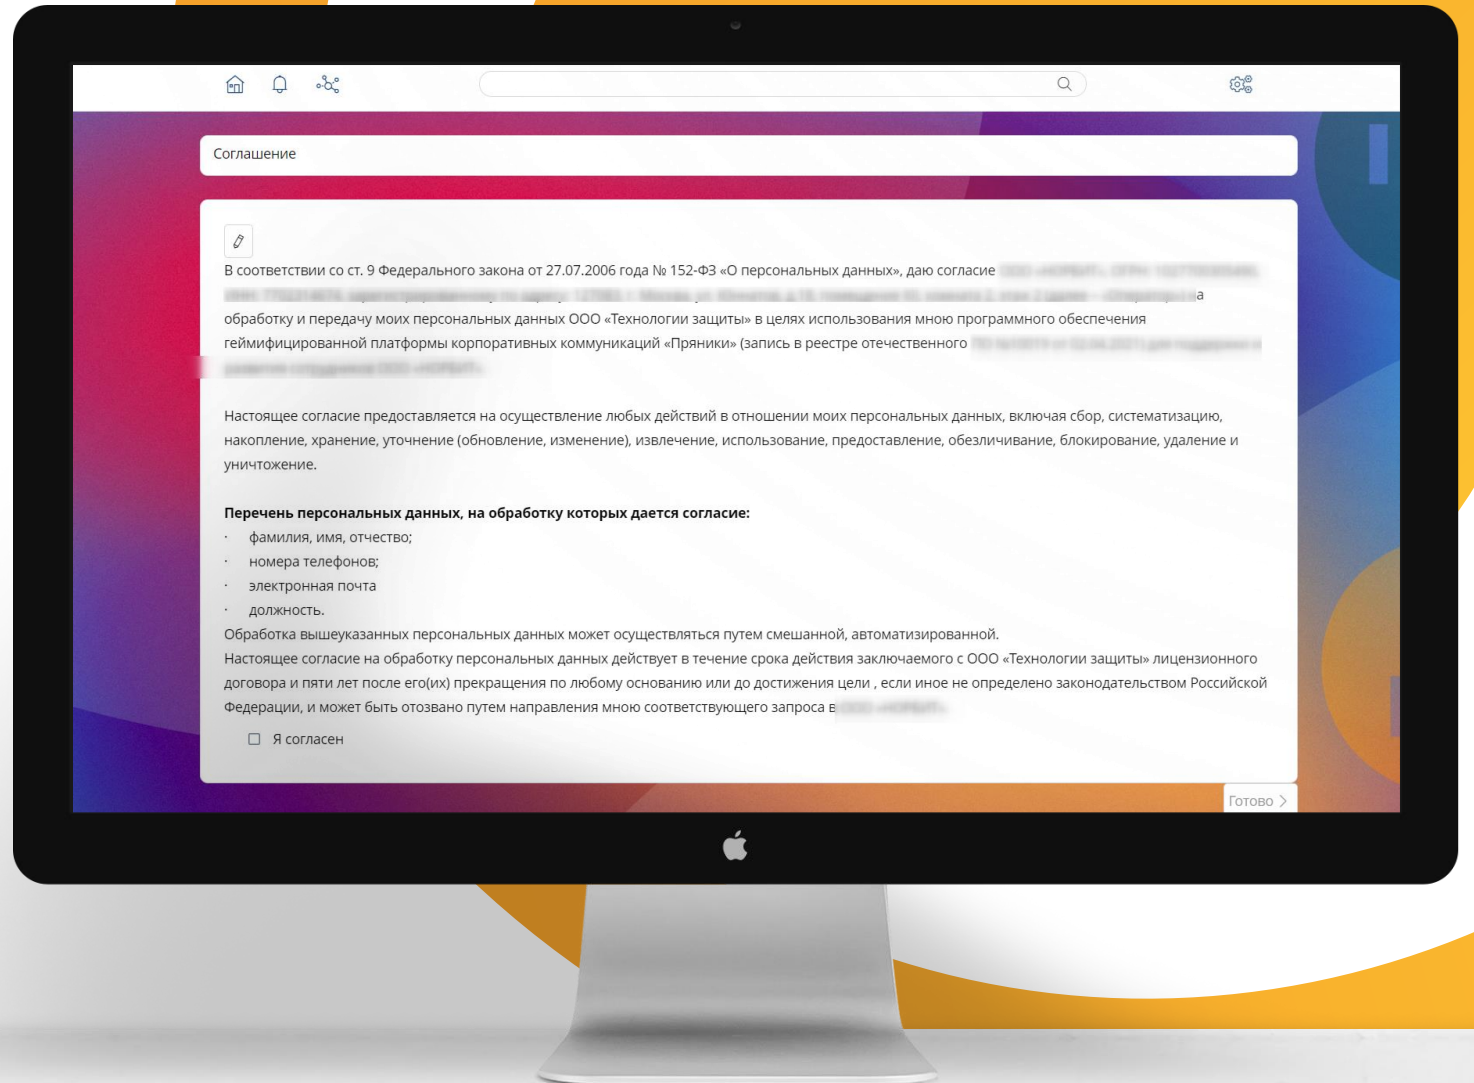 Соглашение
В соответствии со ст. 9 Федерального закона от 27.07.2006 года № 152-ФЗ «О персональных данных», даю согласие
а
обработку и передачу моих персональных данных ООО «Технологии защиты» в целях использования мною программного обеспечения
геймифицированной платформы корпоративных коммуникаций «Пряники» (запись в реестре отечественного
Настоящее согласие предоставляется на осуществление любых действий в отношении моих персональных данных, включая сбор, систематизацию,
накопление, хранение, уточнение (обновление, изменение), извлечение, использование, предоставление, обезличивание, блокирование, удаление и
уничтожение.
Перечень персональных данных, на обработку которых дается согласие:
· фамилия, имя, отчество;
· номера телефонов;
· электронная почта
· должность.
Обработка вышеуказанных персональных данных может осуществляться путем смешанной, автоматизированной.
Настоящее согласие на обработку персональных данных действует в течение срока действия заключаемого с ООО «Технологии защиты» лицензионного
договора и пяти лет после его(их) прекращения по любому основанию или до достижения цели , если иное не определено законодательством Российской
Федерации, и может быть отозвано путем направления мною соответствующего запроса в
Я согласен
Готово